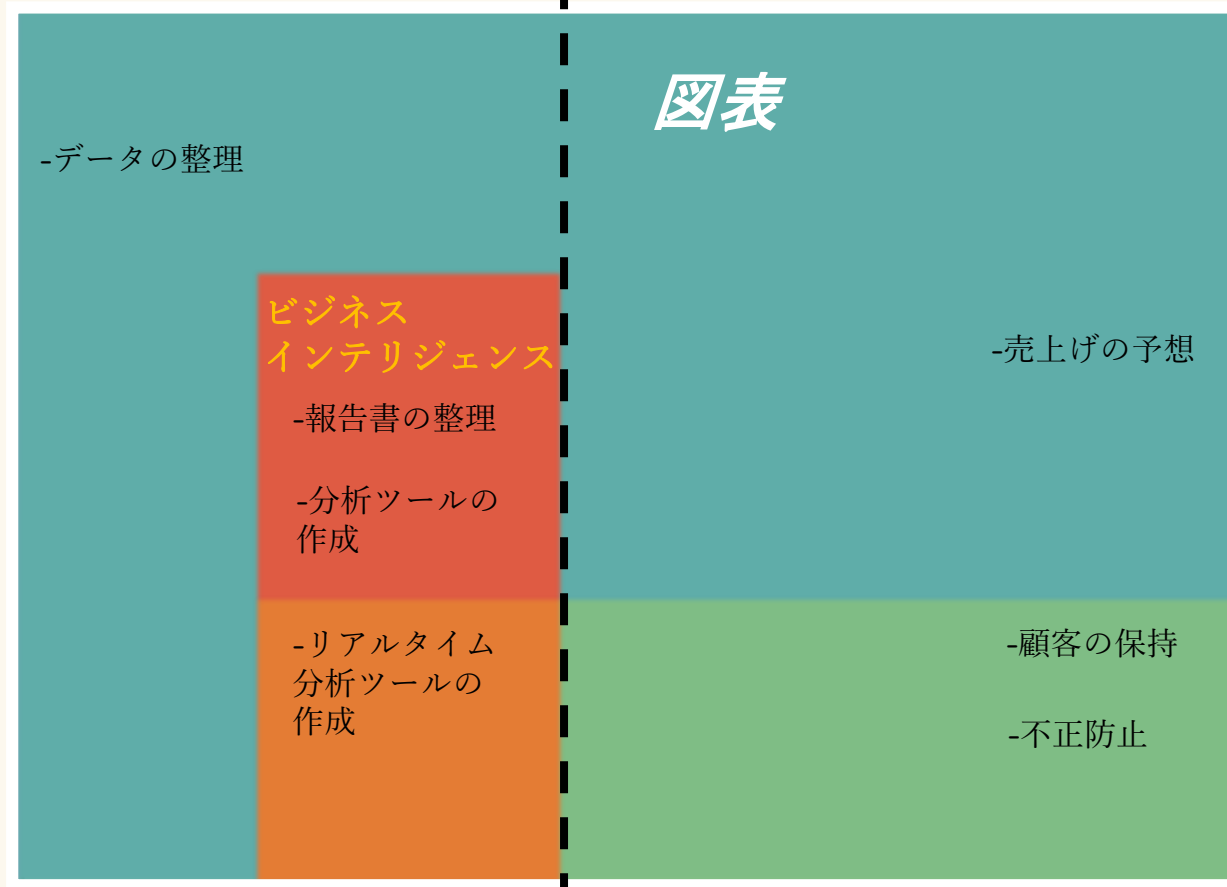 図表
-データの整理
ビジネス
インテリジェンス
-報告書の整理
-分析ツールの
作成
-リアルタイム
分析ツールの
作成
-売上げの予想
-顧客の保持
-不正防止